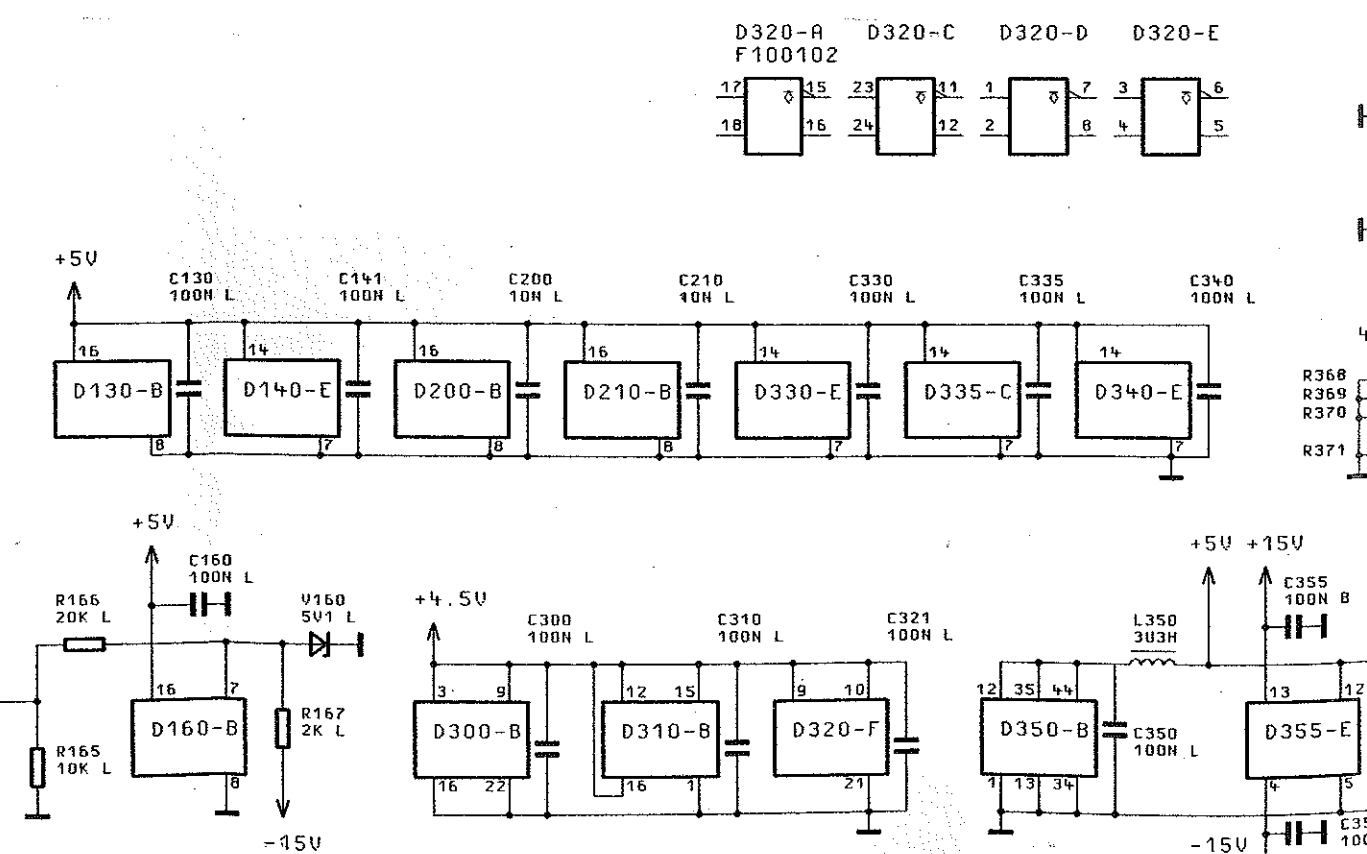 D320-A D320-C D320-D D320-E
F100102
17 15 23 11 1 7 3 6
18 16 24 12 2 8 4 5
+5V
C130 C141 C200 C210 C330 C335 C340
100N L 100N L 10N L 10N L 100N L 100N L 100N L
16 14 16 16 14 14 14
D130-B D140-E D200-B D210-B D330-E D335-C D340-E
8 7 8 8 7 7 7
R368
R369
R370
R371
+5V
C160
100N L
R166
20K L
V160
5V1 L
16 7
D160-B
8
R167
2K L
R165
10K L
-15V
+4.5V
C300 C310 C321
100N L 100N L 100N L
3 9 12 15 9 10
D300-B D310-B D320-F
16 22 16 1 21
+5V +15V
C355
100N B
L350
3U3H
12 35 44 13 12
D350-B D355-E
C350
100N L
1 13 34 4 5
-15V